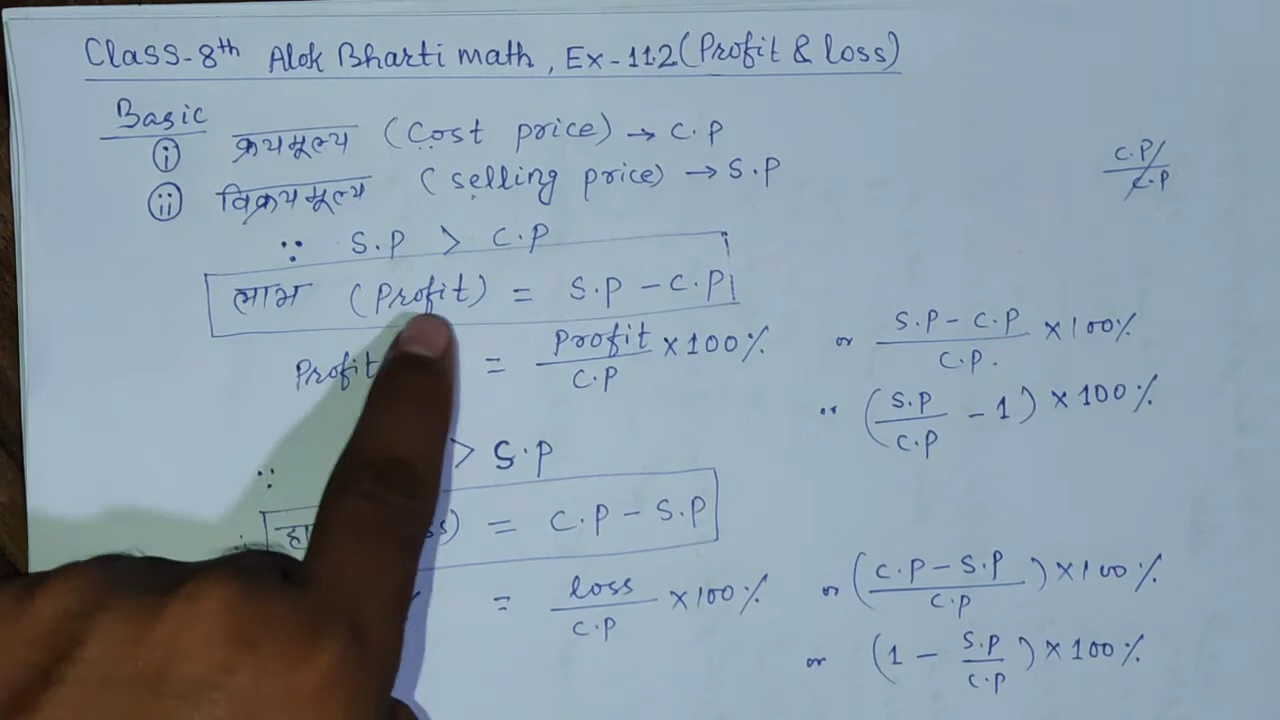 Class-8th Alok Bharti math, Ex-11.2 (Profit & loss)
Basic
(i) क्रयमूल्य (Cost price) → C.P
(ii) विक्रयमूल्य (selling price) → S.P
C.P/
C.P
∵ S.P > C.P
लाभ (Profit) = S.P - C.P
Profit = Profit/C.P × 100% or S.P - C.P/C.P. × 100%
or (S.P/C.P - 1) × 100%
∵ > S.P
= C.P - S.P
= loss/C.P × 100% or (C.P - S.P/C.P) × 100%
or (1 - S.P/C.P) × 100%